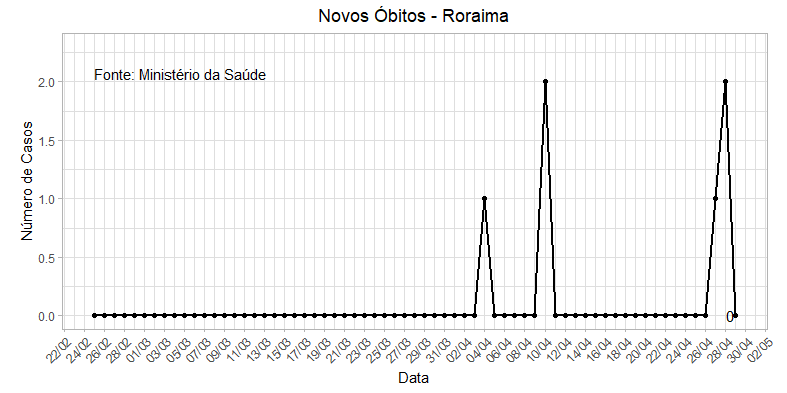 Novos Óbitos - Roraima
Fonte: Ministério da Saúde
Número de Casos
2.0
1.5
1.0
0.5
0.0
0
22/02 24/02 26/02 28/02 01/03 03/03 05/03 07/03 09/03 11/03 13/03 15/03 17/03 19/03 21/03 23/03 25/03 27/03 29/03 31/03 02/04 04/04 06/04 08/04 10/04 12/04 14/04 16/04 18/04 20/04 22/04 24/04 26/04 28/04 30/04 02/05
Data